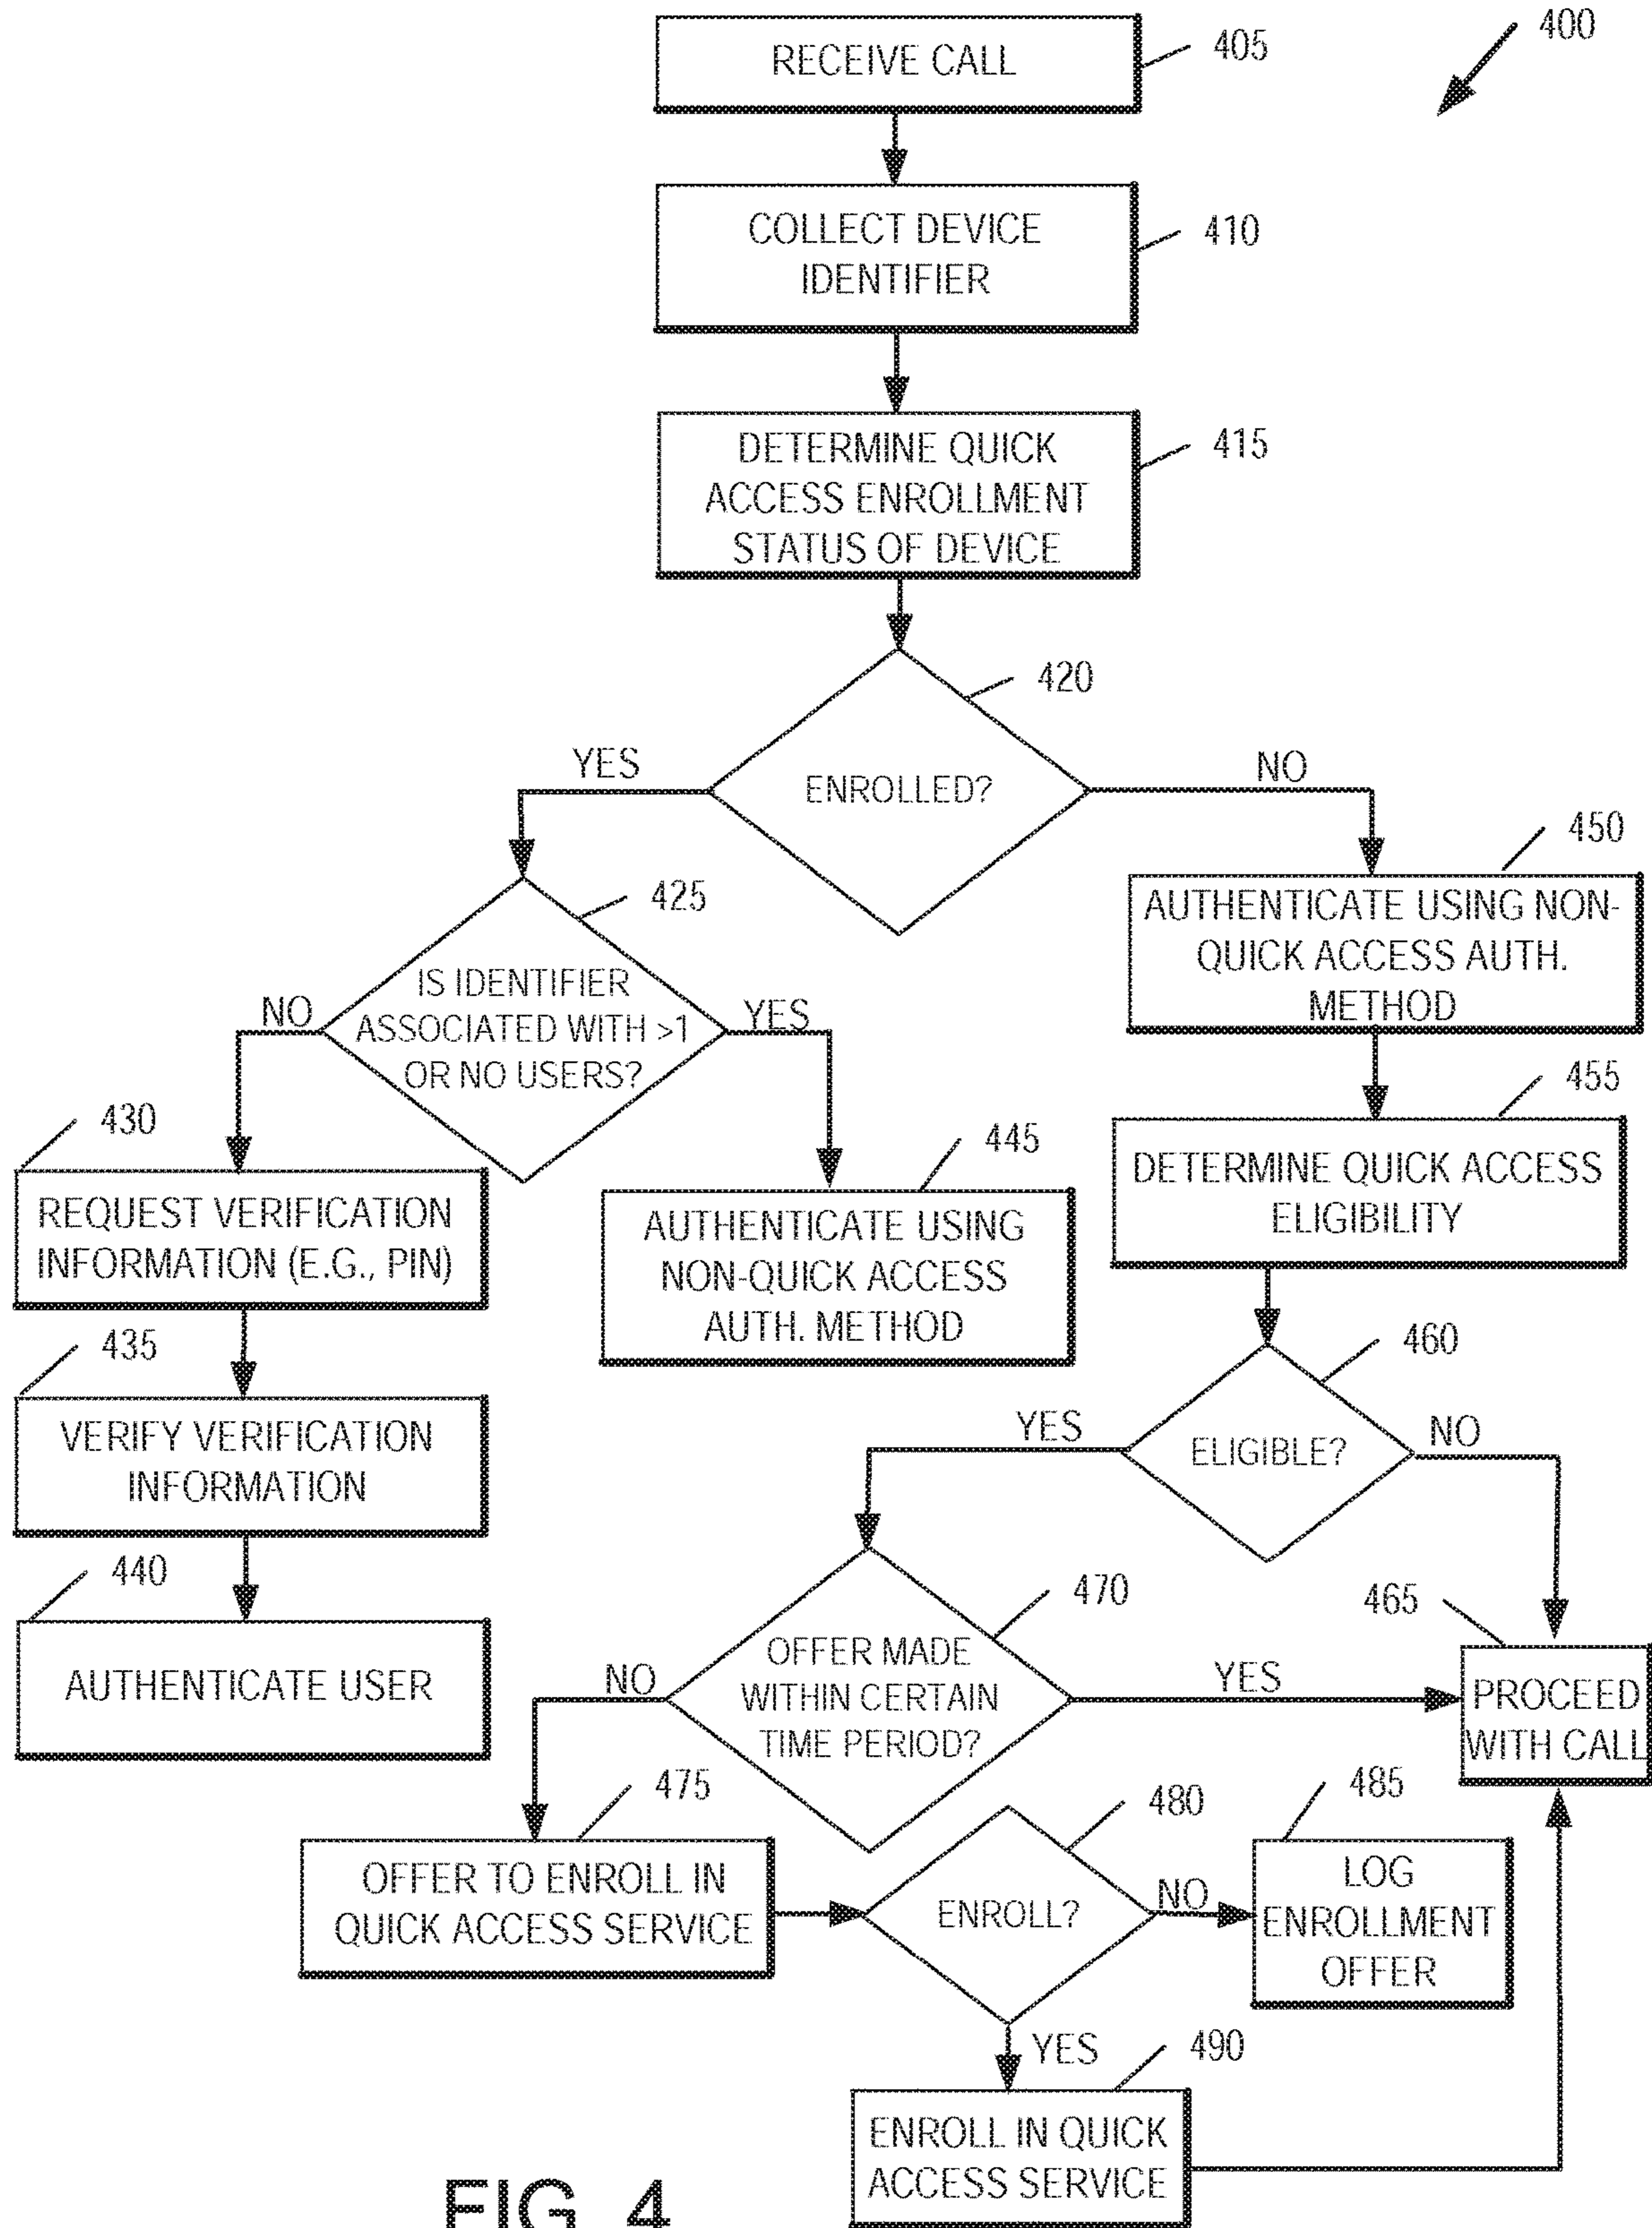 400
RECEIVE CALL
405
COLLECT DEVICE
IDENTIFIER
410
DETERMINE QUICK
ACCESS ENROLLMENT
STATUS OF DEVICE
415
420
ENROLLED?
YES
NO
425
IS IDENTIFIER
ASSOCIATED WITH >1
OR NO USERS?
NO
YES
450
AUTHENTICATE USING NON-
QUICK ACCESS AUTH.
METHOD
430
REQUEST VERIFICATION
INFORMATION (E.G., PIN)
445
AUTHENTICATE USING
NON-QUICK ACCESS
AUTH. METHOD
455
DETERMINE QUICK ACCESS
ELIGIBILITY
435
VERIFY VERIFICATION
INFORMATION
460
ELIGIBLE?
YES
NO
440
AUTHENTICATE USER
470
OFFER MADE
WITHIN CERTAIN
TIME PERIOD?
NO
YES
465
PROCEED
WITH CALL
475
OFFER TO ENROLL IN
QUICK ACCESS SERVICE
480
ENROLL?
NO
485
LOG
ENROLLMENT
OFFER
YES
490
ENROLL IN QUICK
ACCESS SERVICE
FIG. 4